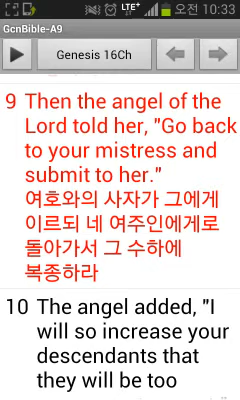 LTE 오전 10:33
GcnBible-A9
Genesis 16Ch
9 Then the angel of the
Lord told her, "Go back
to your mistress and
submit to her."
여호와의 사자가 그에게
이르되 네 여주인에게로
돌아가서 그 수하에
복종하라
10 The angel added, "I
will so increase your
descendants that
they will be too